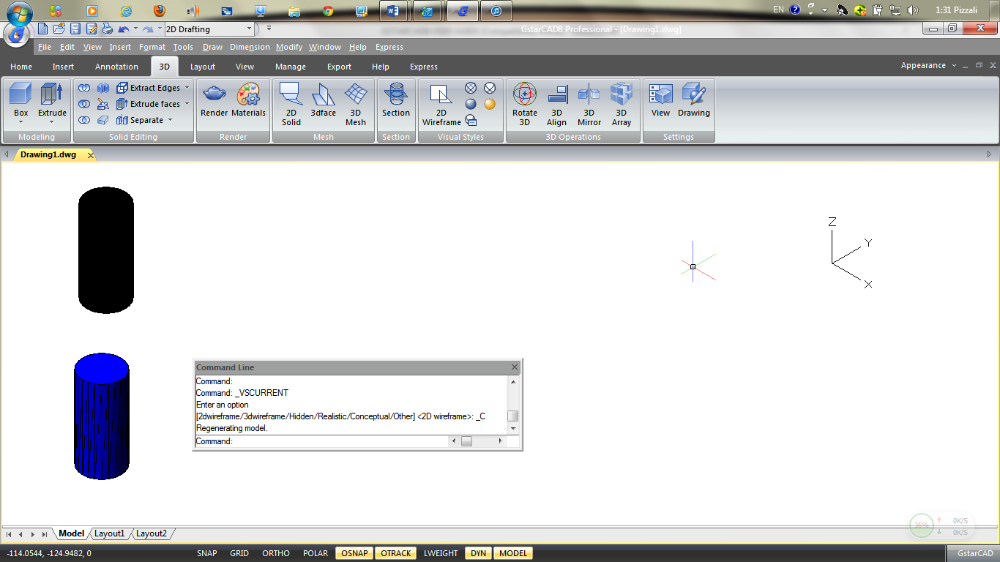 EN
1:31 Pizzali
2D Drafting
GstarCAD8 Professional - [Drawing1.dwg]
File Edit View Insert Format Tools Draw Dimension Modify Window Help Express
Home Insert Annotation 3D Layout View Manage Export Help Express
Appearance
Box Extrude
Modeling
Extract Edges
Extrude faces
Separate
Solid Editing
Render Materials
Render
2D Solid 3dface 3D Mesh
Mesh
Section
Section
2D Wireframe
Visual Styles
Rotate 3D 3D Align 3D Mirror 3D Array
3D Operations
View Drawing
Settings
Drawing1.dwg
Z
Y
X
Command Line
Command:
Command: _VSCURRENT
Enter an option
[2dwireframe/3dwireframe/Hidden/Realistic/Conceptual/Other] <2D wireframe>: _C
Regenerating model.
Command:
36%
0K/S
0K/S
Model Layout1 Layout2
-114.0544, -124.9482, 0
SNAP GRID ORTHO POLAR OSNAP OTRACK LWEIGHT DYN MODEL
GstarCAD